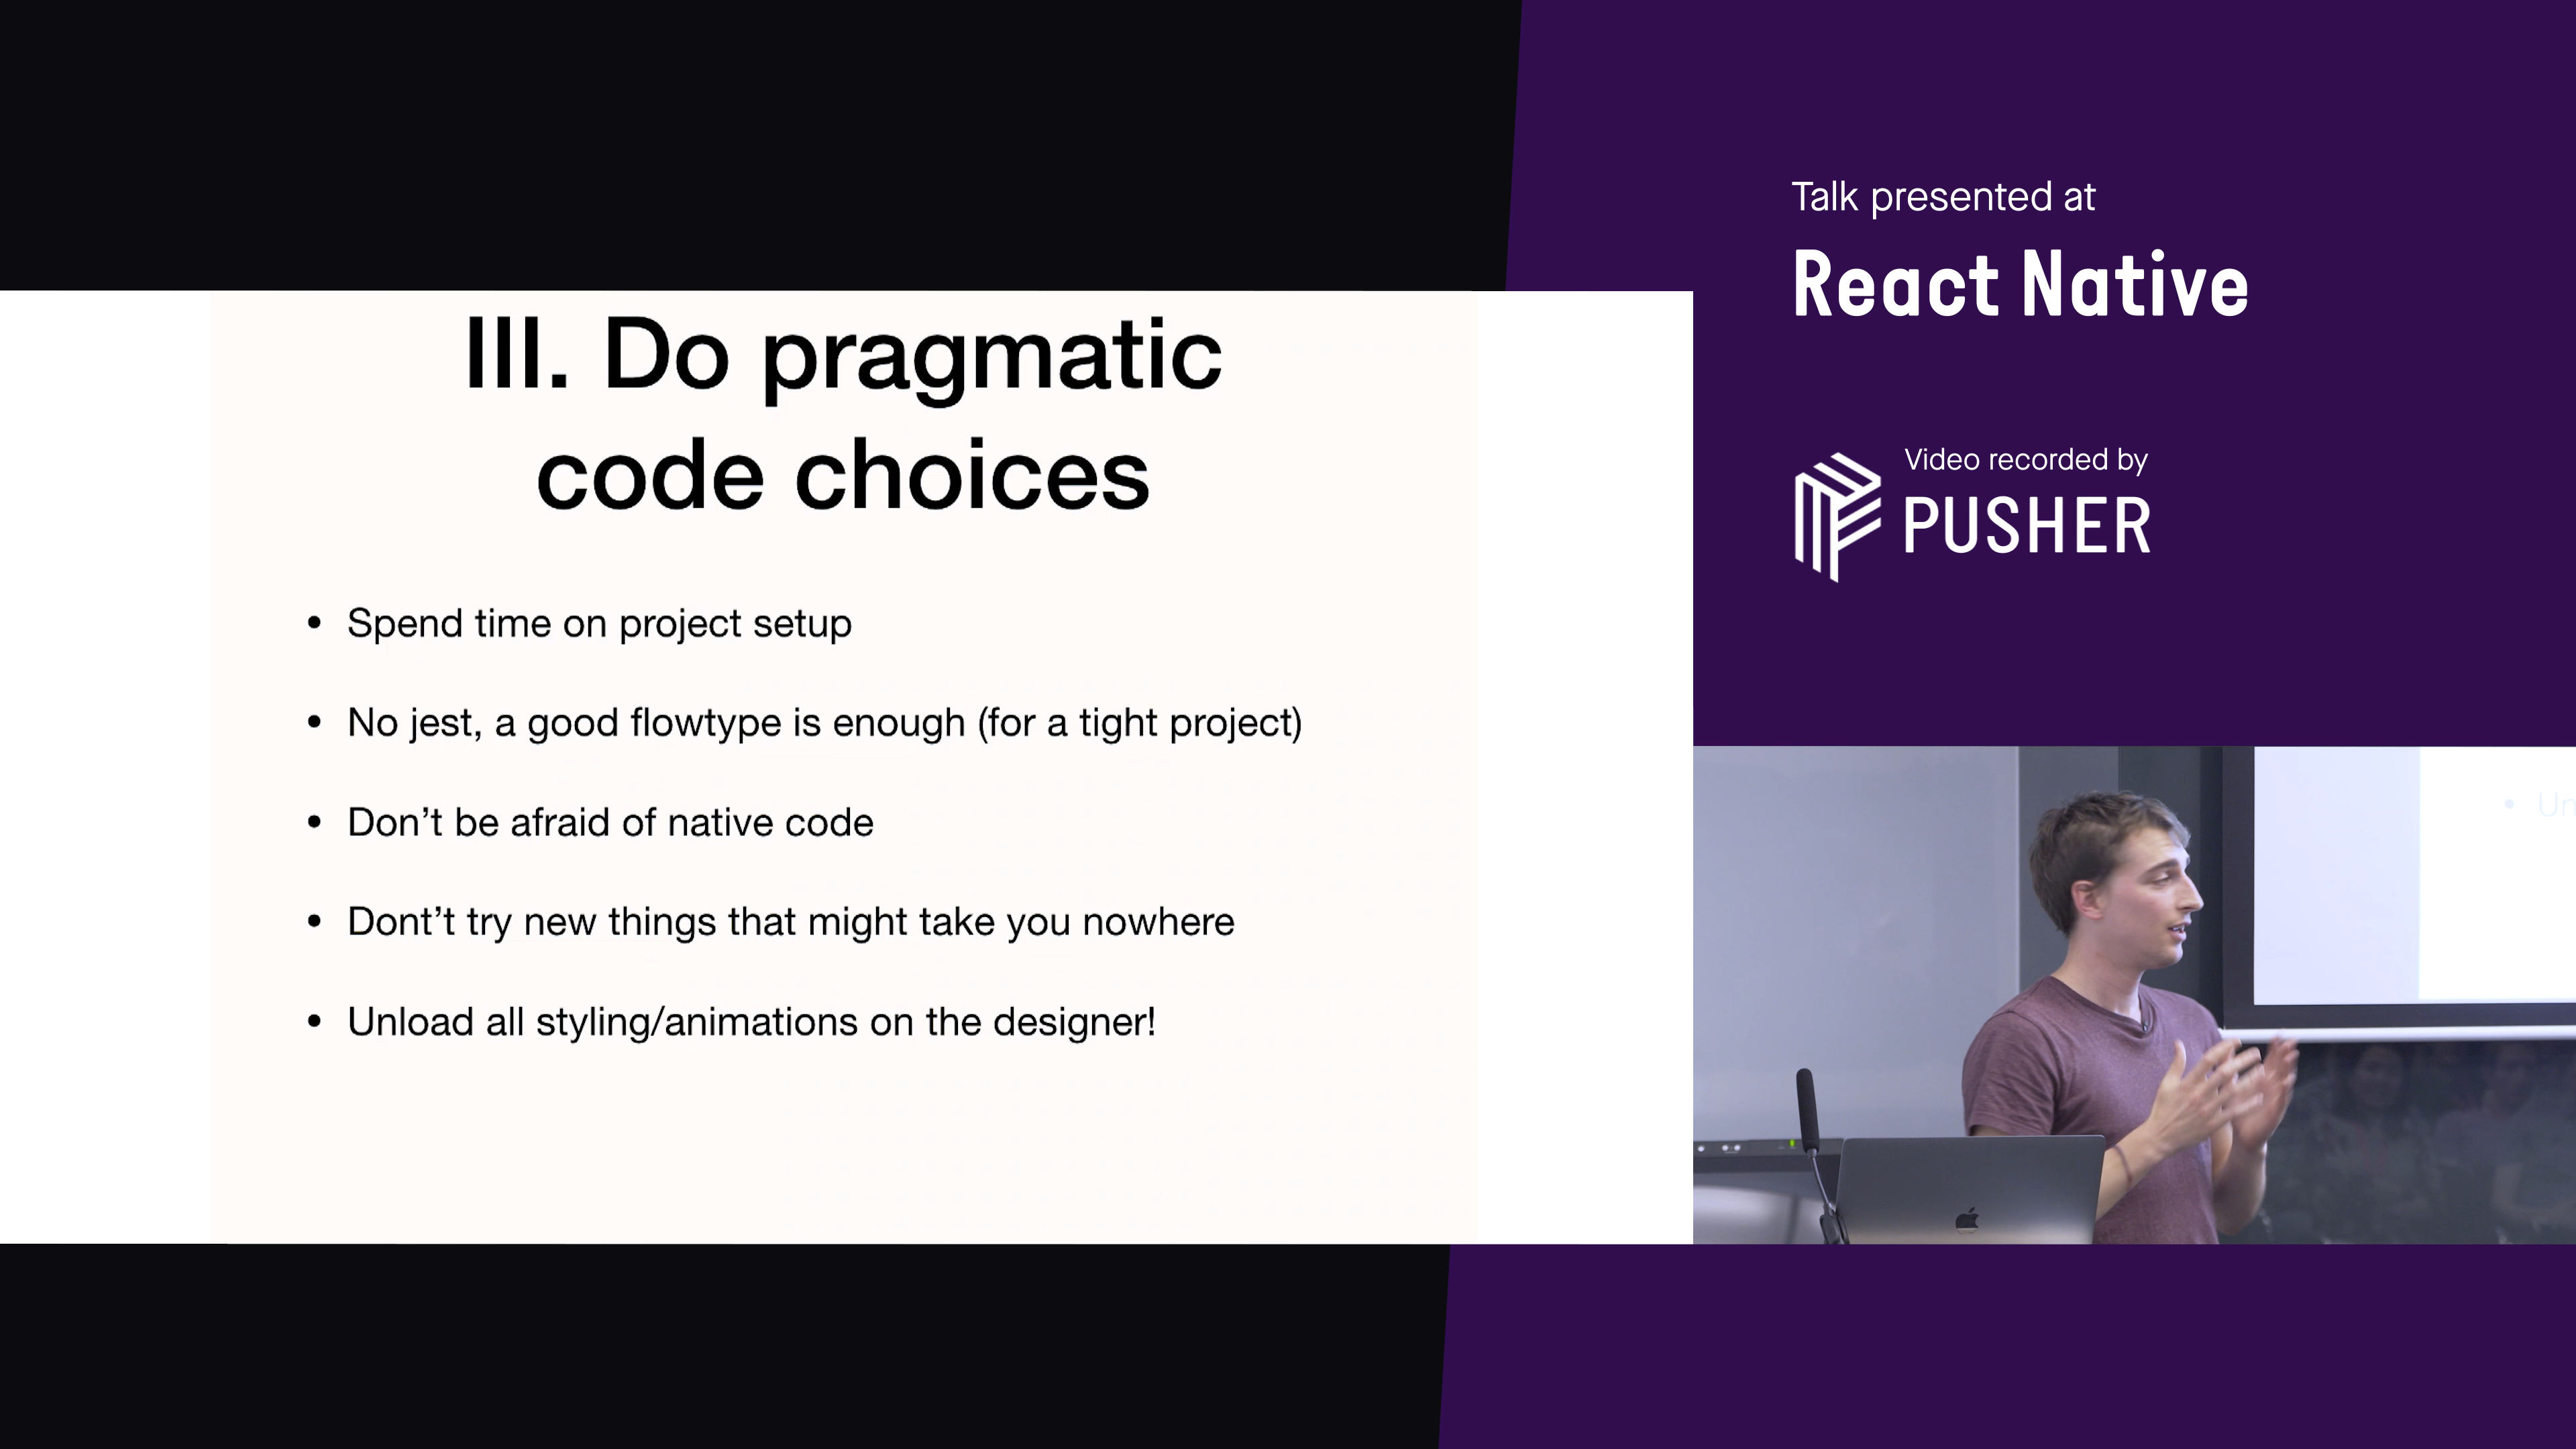 III. Do pragmatic
code choices
• Spend time on project setup
• No jest, a good flowtype is enough (for a tight project)
• Don’t be afraid of native code
• Dont’t try new things that might take you nowhere
• Unload all styling/animations on the designer!
Talk presented at
React Native
Video recorded by
PUSHER
• Un